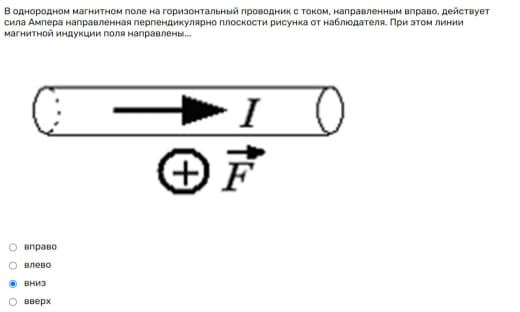 В однородном магнитном поле на горизонтальный проводник с током, направленным вправо, действует
сила Ампера направленная перпендикулярно плоскости рисунка от наблюдателя. При этом линии
магнитной индукции поля направлены...
I
F
вправо
влево
вниз
вверх